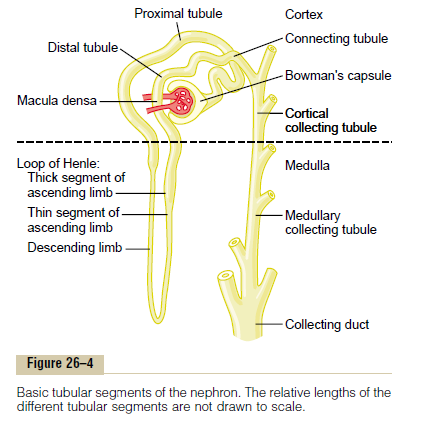 Proximal tubule
Cortex
Distal tubule
Connecting tubule
Bowman's capsule
Macula densa
Cortical
collecting tubule
Loop of Henle:
Thick segment of
ascending limb
Medulla
Thin segment of
ascending limb
Medullary
collecting tubule
Descending limb
Collecting duct
Figure 26–4
Basic tubular segments of the nephron. The relative lengths of the
different tubular segments are not drawn to scale.